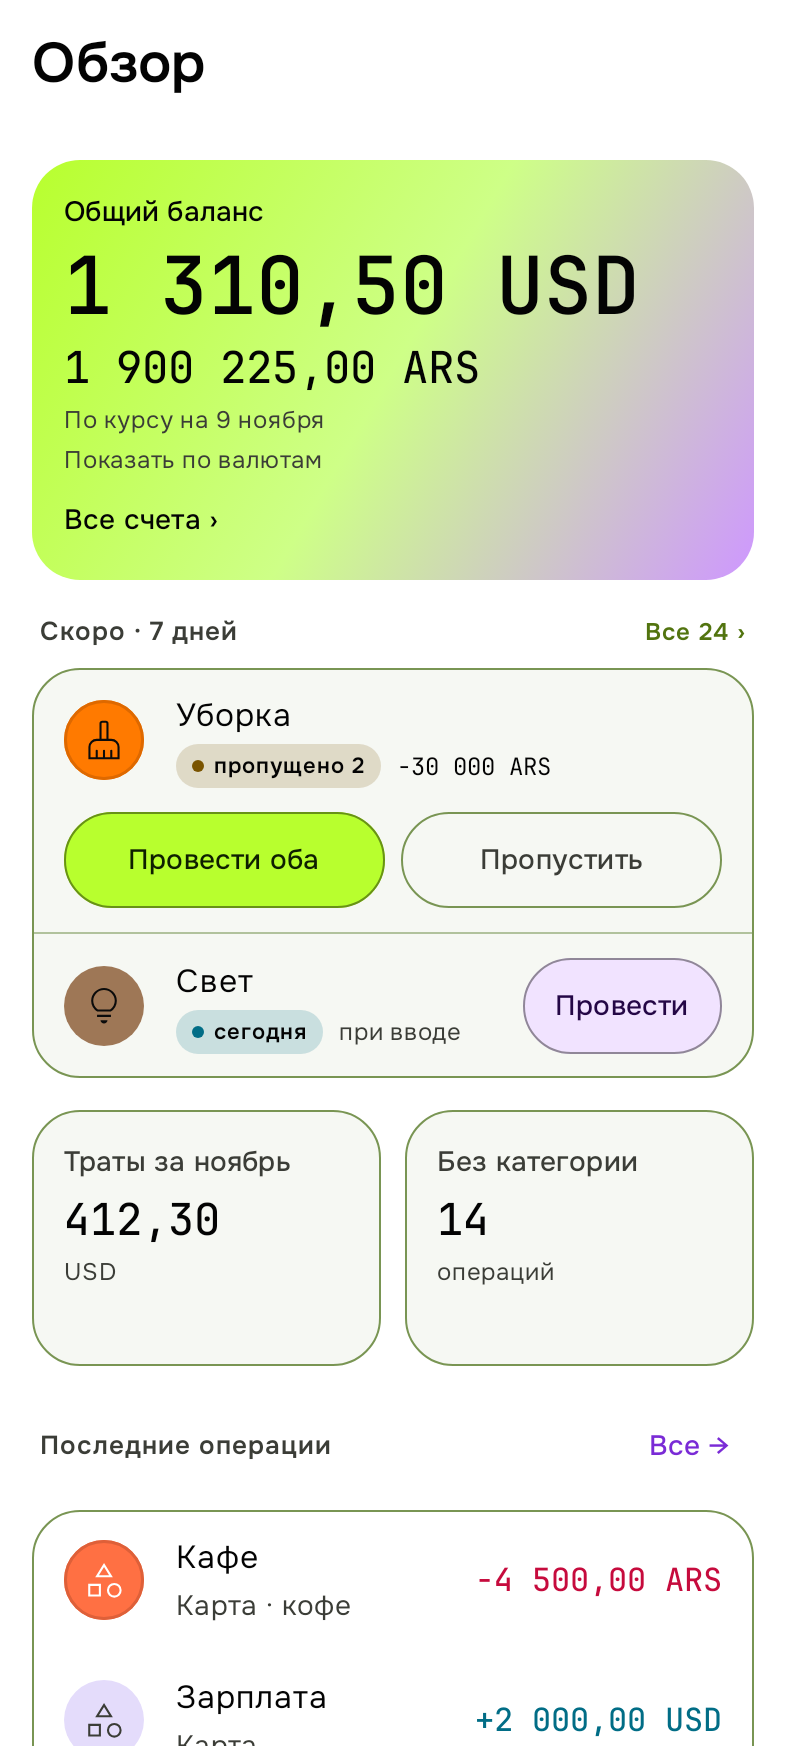 Обзор
Общий баланс
1 310,50 USD
1 900 225,00 ARS
По курсу на 9 ноября
Показать по валютам
Все счета ›
Скоро · 7 дней
Все 24 ›
Уборка
пропущено 2 -30 000 ARS
Провести оба
Пропустить
Свет
сегодня при вводе
Провести
Траты за ноябрь
412,30
USD
Без категории
14
операций
Последние операции
Все →
Кафе
Карта · кофе
-4 500,00 ARS
Зарплата
Карта
+2 000,00 USD